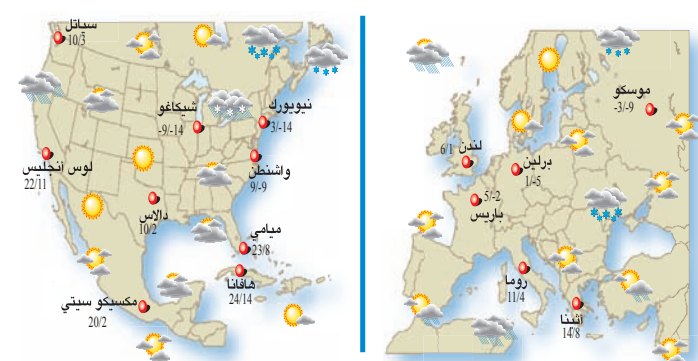 سياتل
10/3
شيكاغو
-9/-14
نيويورك
3/-14
لوس انجليس
22/11
واشنطن
9/-9
دالاس
10/2
ميامي
23/8
هافانا
24/14
مكسيكو سيتي
20/2
موسكو
-3/-9
لندن
6/1
برلين
1/-5
5/-2
باريس
روما
11/4
اثينا
14/8